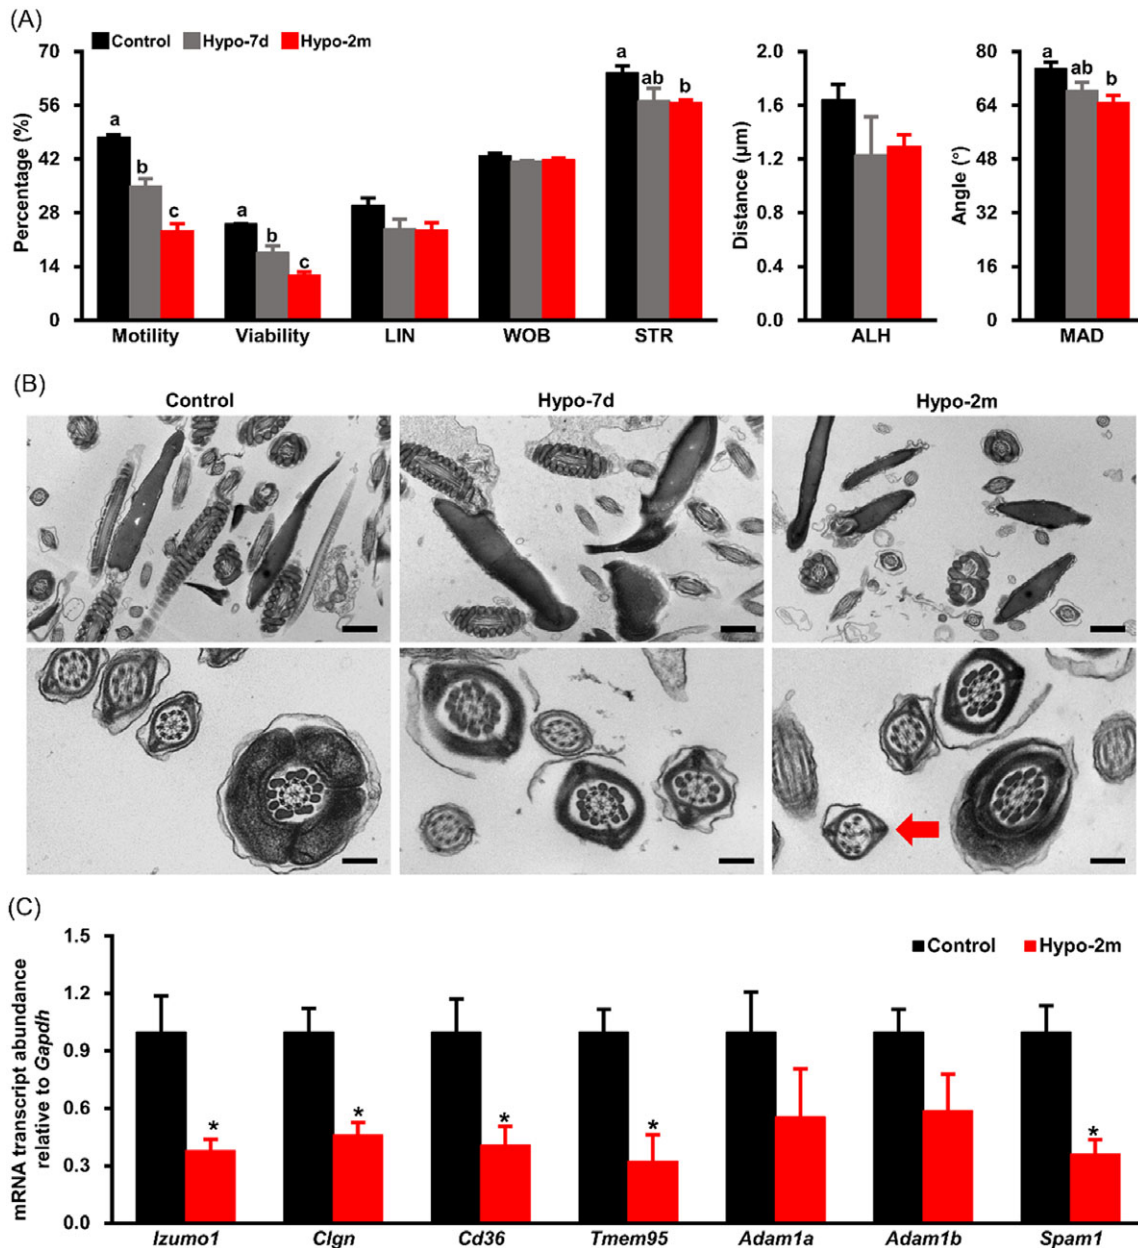 (A)
Control Hypo-7d Hypo-2m
Percentage (%)
70
56
42
28
14
0
a
b
c
a
b
c
a
ab
b
Motility Viability LIN WOB STR
Distance (μm)
2.0
1.6
1.2
0.8
0.4
0.0
ALH
Angle (°)
80
64
48
32
16
0
a
ab
b
MAD
(B)
Control Hypo-7d Hypo-2m
(C)
mRNA transcript abundance
relative to Gapdh
1.5
1.2
0.9
0.6
0.3
0.0
Control Hypo-2m
* * * * *
Izumo1 Clgn Cd36 Tmem95 Adam1a Adam1b Spam1